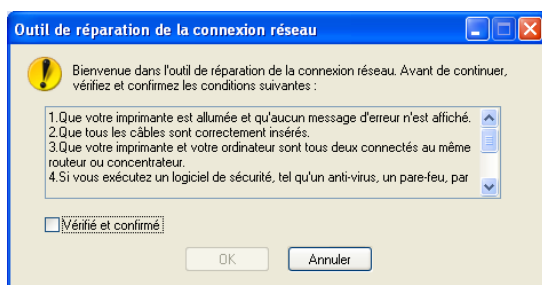 Outil de réparation de la connexion réseau
Bienvenue dans l'outil de réparation de la connexion réseau. Avant de continuer,
vérifiez et confirmez les conditions suivantes :
1.Que votre imprimante est allumée et qu'aucun message d'erreur n'est affiché.
2.Que tous les câbles sont correctement insérés.
3.Que votre imprimante et votre ordinateur sont tous deux connectés au même
routeur ou concentrateur.
4.Si vous exécutez un logiciel de sécurité, tel qu'un anti-virus, un pare-feu, par
Vérifié et confirmé
OK
Annuler